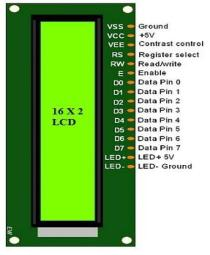 VSS Ground
VCC +5V
VEE Contrast control
RS Register select
RW Read/write
E Enable
D0 Data Pin 0
D1 Data Pin 1
D2 Data Pin 2
D3 Data Pin 3
D4 Data Pin 4
D5 Data Pin 5
D6 Data Pin 6
D7 Data Pin 7
LED+ LED+ 5V
LED- LED- Ground
16 X 2
LCD